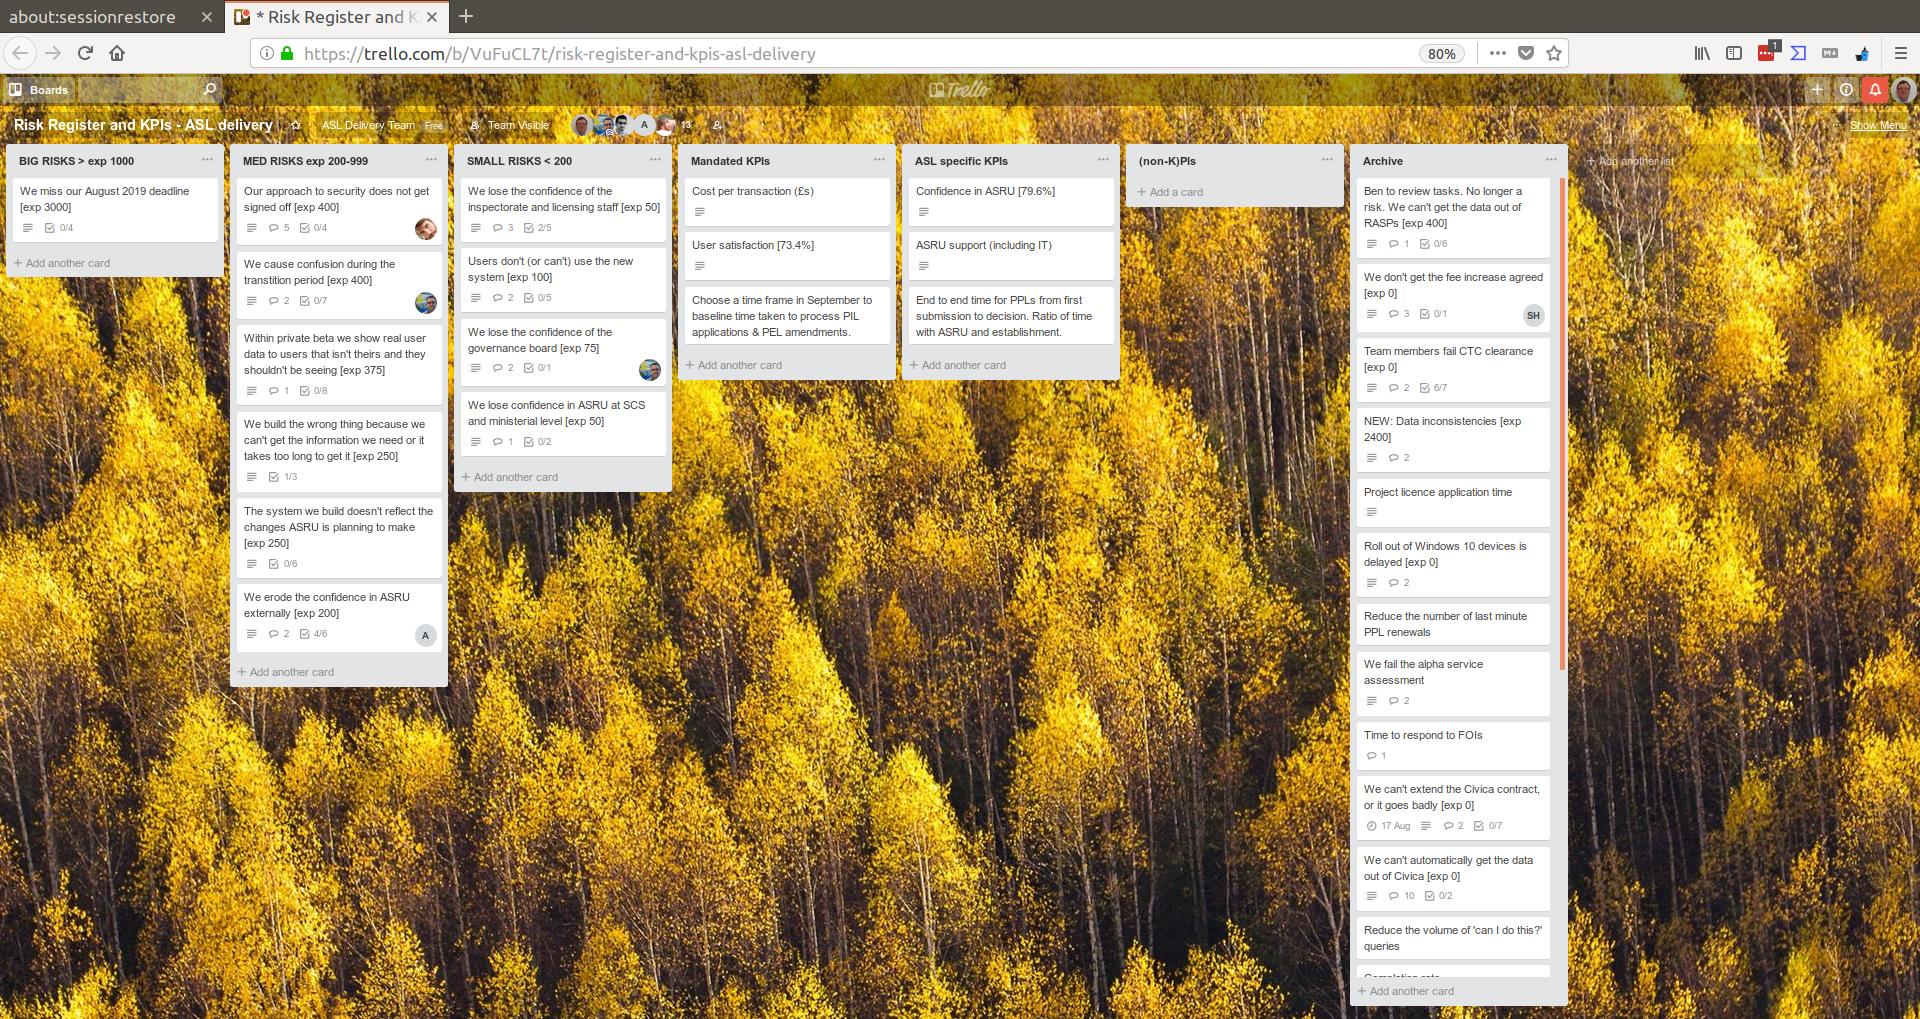 about:sessionrestore
* Risk Register and K
https://trello.com/b/VuFuCL7t/risk-register-and-kpis-asl-delivery
80%
1
Boards
Trello
Risk Register and KPIs - ASL delivery
ASL Delivery Team
Free
Team Visible
A
13
Show Menu
BIG RISKS > exp 1000
We miss our August 2019 deadline
[exp 3000]
0/4
+ Add another card
MED RISKS exp 200-999
Our approach to security does not get
signed off [exp 400]
5 0/4
We cause confusion during the
transtition period [exp 400]
2 0/7
Within private beta we show real user
data to users that isn't theirs and they
shouldn't be seeing [exp 375]
1 0/8
We build the wrong thing because we
can't get the information we need or it
takes too long to get it [exp 250]
1/3
The system we build doesn't reflect the
changes ASRU is planning to make
[exp 250]
0/6
We erode the confidence in ASRU
externally [exp 200]
2 4/6
A
+ Add another card
SMALL RISKS < 200
We lose the confidence of the
inspectorate and licensing staff [exp 50]
3 2/5
Users don't (or can't) use the new
system [exp 100]
2 0/5
We lose the confidence of the
governance board [exp 75]
2 0/1
We lose confidence in ASRU at SCS
and ministerial level [exp 50]
1 0/2
+ Add another card
Mandated KPIs
Cost per transaction (£s)
User satisfaction [73.4%]
Choose a time frame in September to
baseline time taken to process PIL
applications & PEL amendments.
+ Add another card
ASL specific KPIs
Confidence in ASRU [79.6%]
ASRU support (including IT)
End to end time for PPLs from first
submission to decision. Ratio of time
with ASRU and establishment.
+ Add another card
(non-K)PIs
+ Add a card
Archive
Ben to review tasks. No longer a
risk. We can't get the data out of
RASPs [exp 400]
1 0/6
We don't get the fee increase agreed
[exp 0]
3 0/1
SH
Team members fail CTC clearance
[exp 0]
2 6/7
NEW: Data inconsistencies [exp
2400]
2
Project licence application time
Roll out of Windows 10 devices is
delayed [exp 0]
2
Reduce the number of last minute
PPL renewals
We fail the alpha service
assessment
2
Time to respond to FOIs
1
We can't extend the Civica contract,
or it goes badly [exp 0]
17 Aug 2 0/7
We can't automatically get the data
out of Civica [exp 0]
10 0/2
Reduce the volume of 'can I do this?'
queries
Completion rate
+ Add another card
+ Add another list